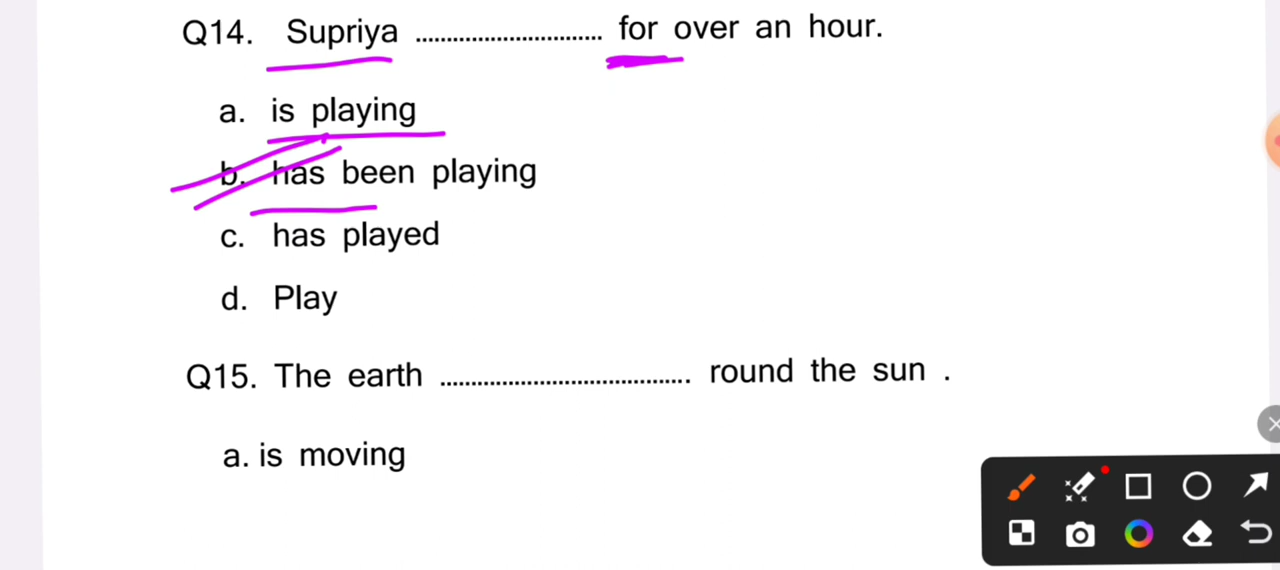 Q14. Supriya .............................. for over an hour.
a. is playing
b. has been playing
c. has played
d. Play
Q15. The earth ........................................ round the sun .
a. is moving